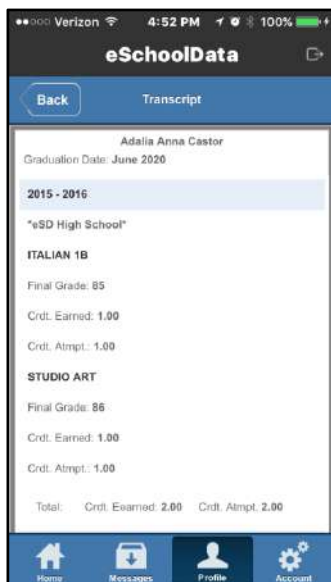 Verizon 4:52 PM 100%
eSchoolData
Back Transcript
Adalia Anna Castor
Graduation Date: June 2020
2015 - 2016
*eSD High School*
ITALIAN 1B
Final Grade: 85
Crdt. Earned: 1.00
Crdt. Atmpt.: 1.00
STUDIO ART
Final Grade: 86
Crdt. Earned: 1.00
Crdt. Atmpt.: 1.00
Total: Crdt. Eearned: 2.00 Crdt. Atmpt. 2.00
Home Messages Profile Account